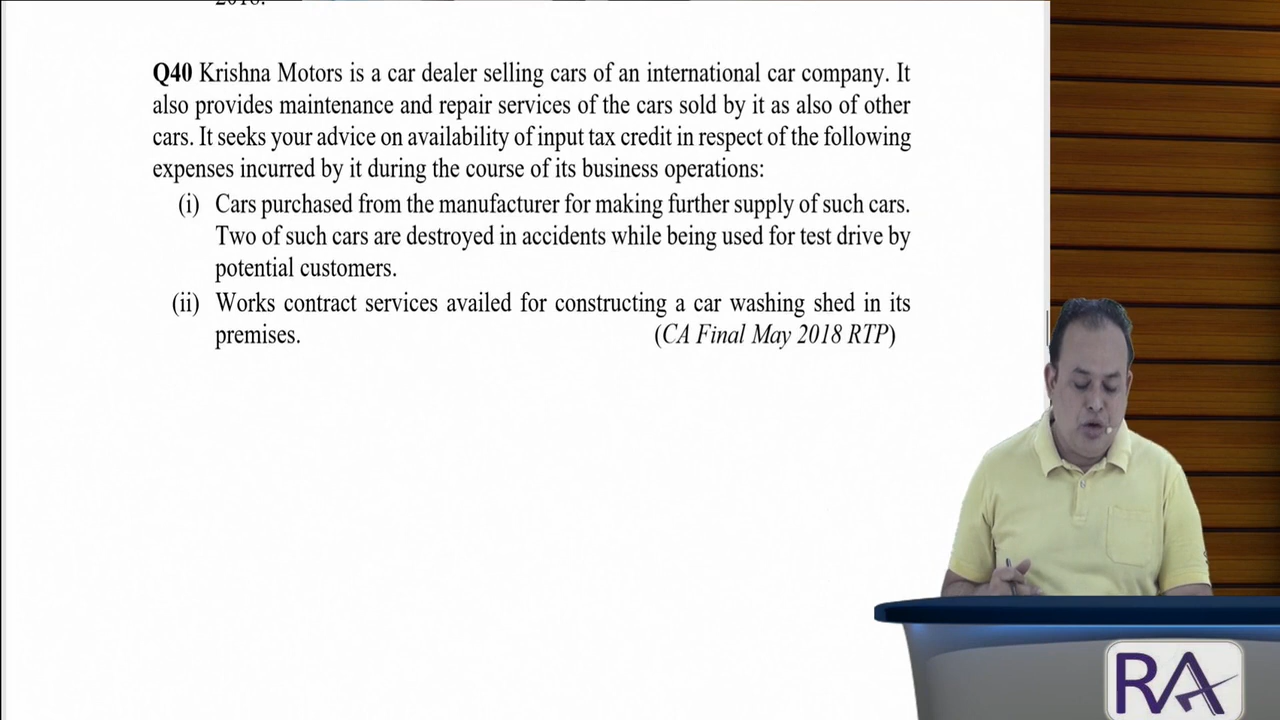 Q40 Krishna Motors is a car dealer selling cars of an international car company. It
also provides maintenance and repair services of the cars sold by it as also of other
cars. It seeks your advice on availability of input tax credit in respect of the following
expenses incurred by it during the course of its business operations:
(i) Cars purchased from the manufacturer for making further supply of such cars.
Two of such cars are destroyed in accidents while being used for test drive by
potential customers.
(ii) Works contract services availed for constructing a car washing shed in its
premises. (CA Final May 2018 RTP)
RA